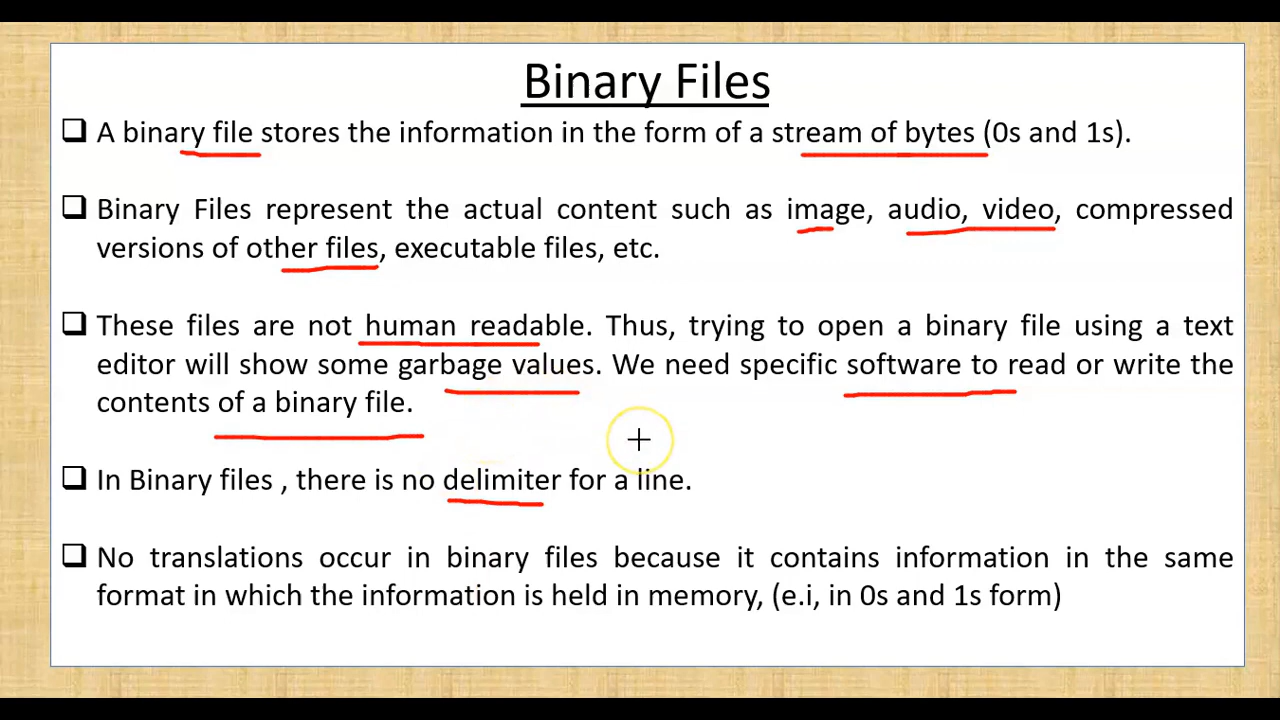 Binary Files
❑ A binary file stores the information in the form of a stream of bytes (0s and 1s).
❑ Binary Files represent the actual content such as image, audio, video, compressed
versions of other files, executable files, etc.
❑ These files are not human readable. Thus, trying to open a binary file using a text
editor will show some garbage values. We need specific software to read or write the
contents of a binary file.
❑ In Binary files , there is no delimiter for a line.
❑ No translations occur in binary files because it contains information in the same
format in which the information is held in memory, (e.i, in 0s and 1s form)